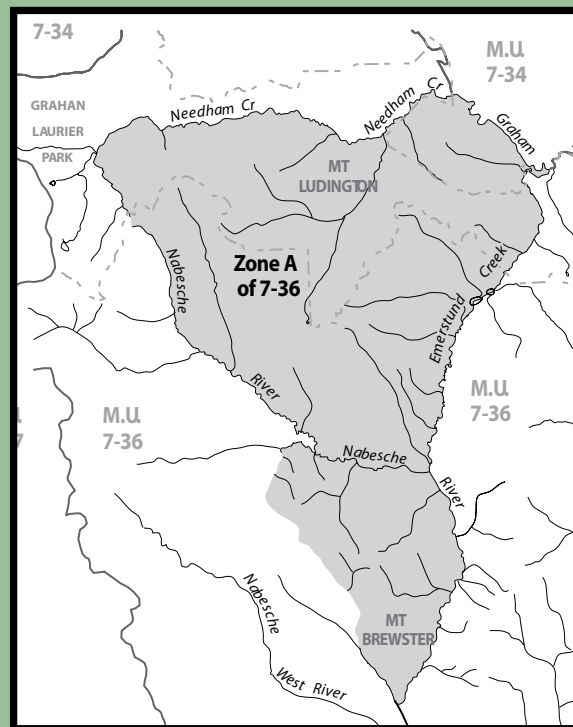 7-34
M.U.
7-34
GRAHAN
LAURIER
PARK
Needham Cr
Needham Cr
Graham
MT
LUDINGTON
Zone A
of 7-36
Nabesche
River
Emerstund
Creek
M.U.
7-36
M.U.
7-36
U.
7
Nabesche
River
Nabesche
West River
MT
BREWSTER